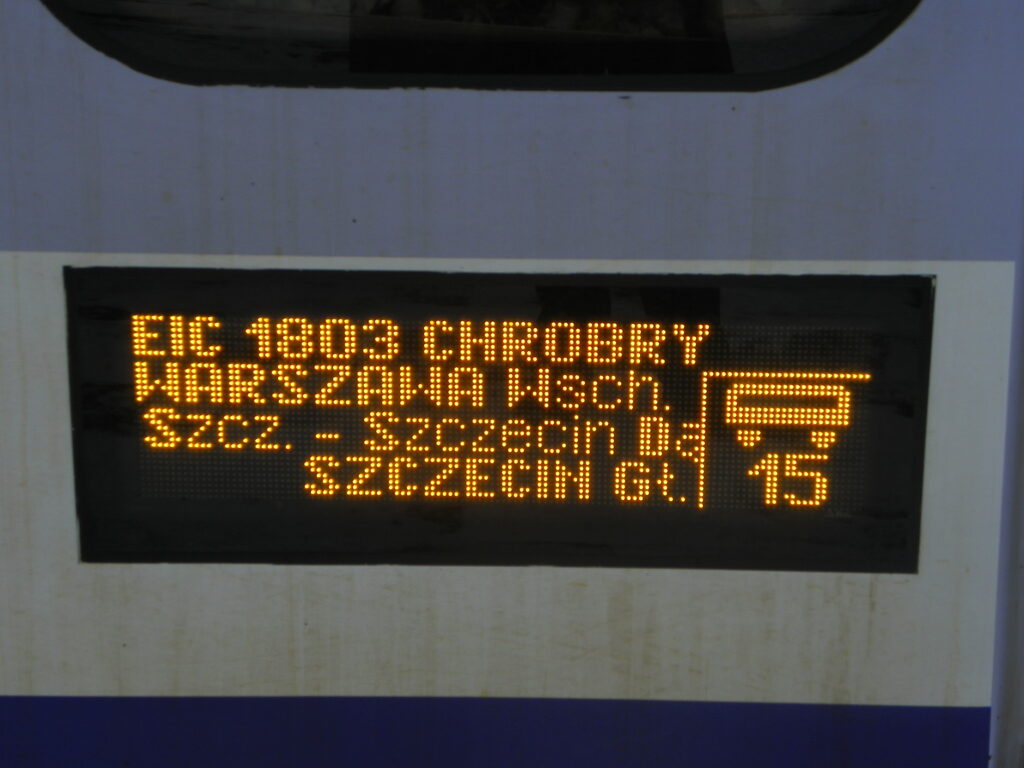 EIC 1803 CHROBRY
WARSZAWA Wsch.
Szcz. - Szczecin Dą
SZCZECIN Gł.
15